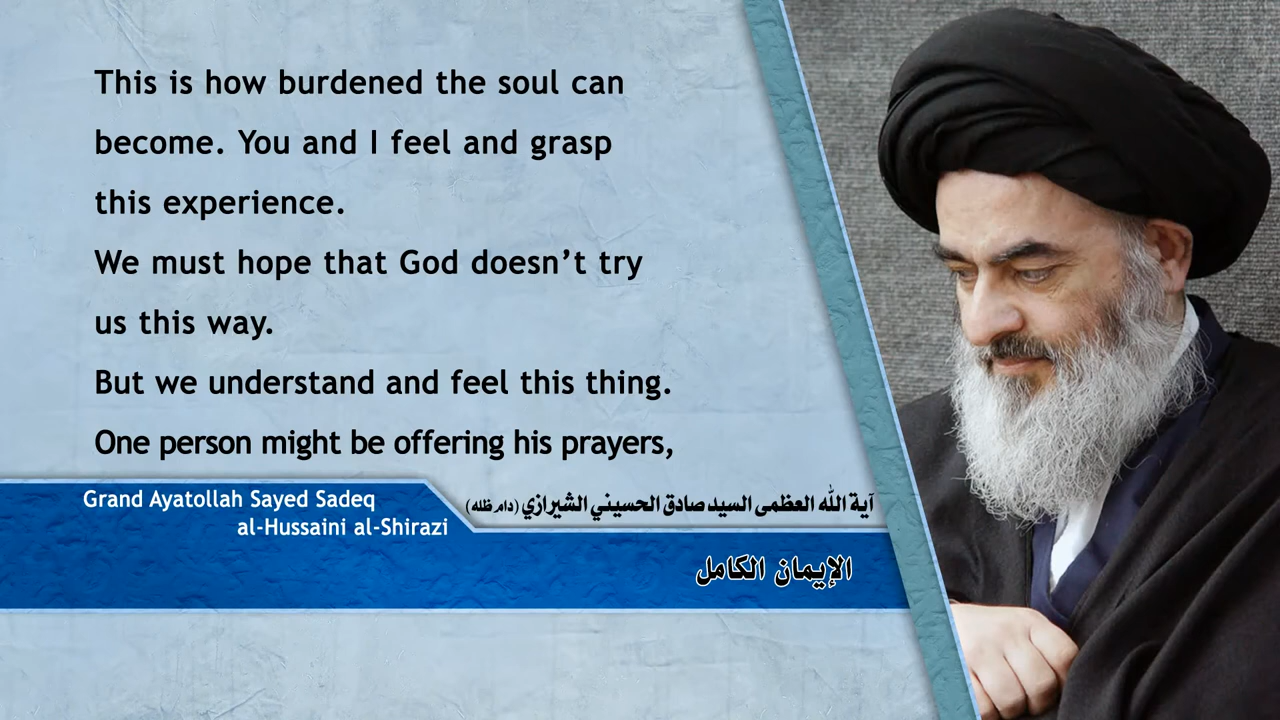 This is how burdened the soul can
become. You and I feel and grasp
this experience.
We must hope that God doesn’t try
us this way.
But we understand and feel this thing.
One person might be offering his prayers,
Grand Ayatollah Sayed Sadeq
al-Hussaini al-Shirazi
آية الله العظمى السيد صادق الحسيني الشيرازي (دام ظله)
الإيمان الكامل